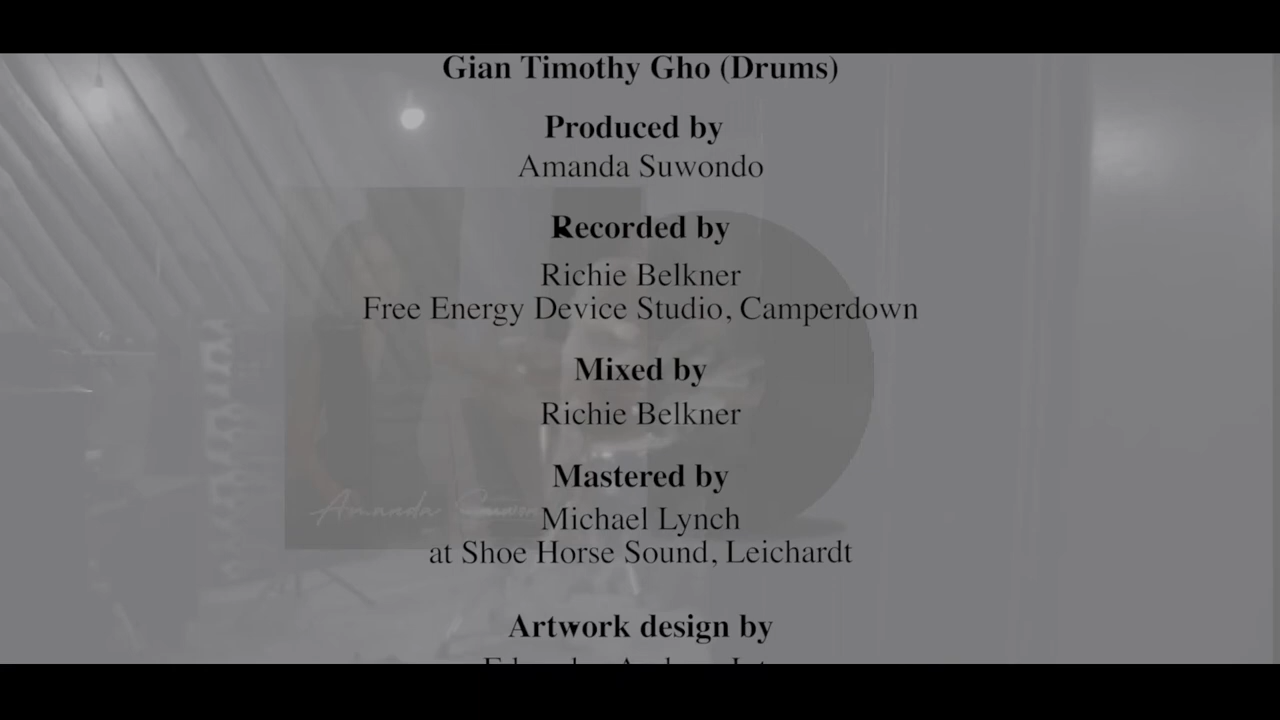 Gian Timothy Gho (Drums)
Produced by
Amanda Suwondo
Recorded by
Richie Belkner
Free Energy Device Studio, Camperdown
Mixed by
Richie Belkner
Mastered by
Amanda
Michael Lynch
at Shoe Horse Sound, Leichardt
Artwork design by